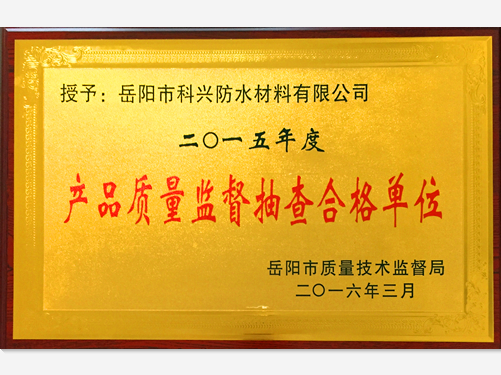 授予：岳阳市科兴防水材料有限公司
二〇一五年度
产品质量监督抽查合格单位
岳阳市质量技术监督局
二〇一六年三月